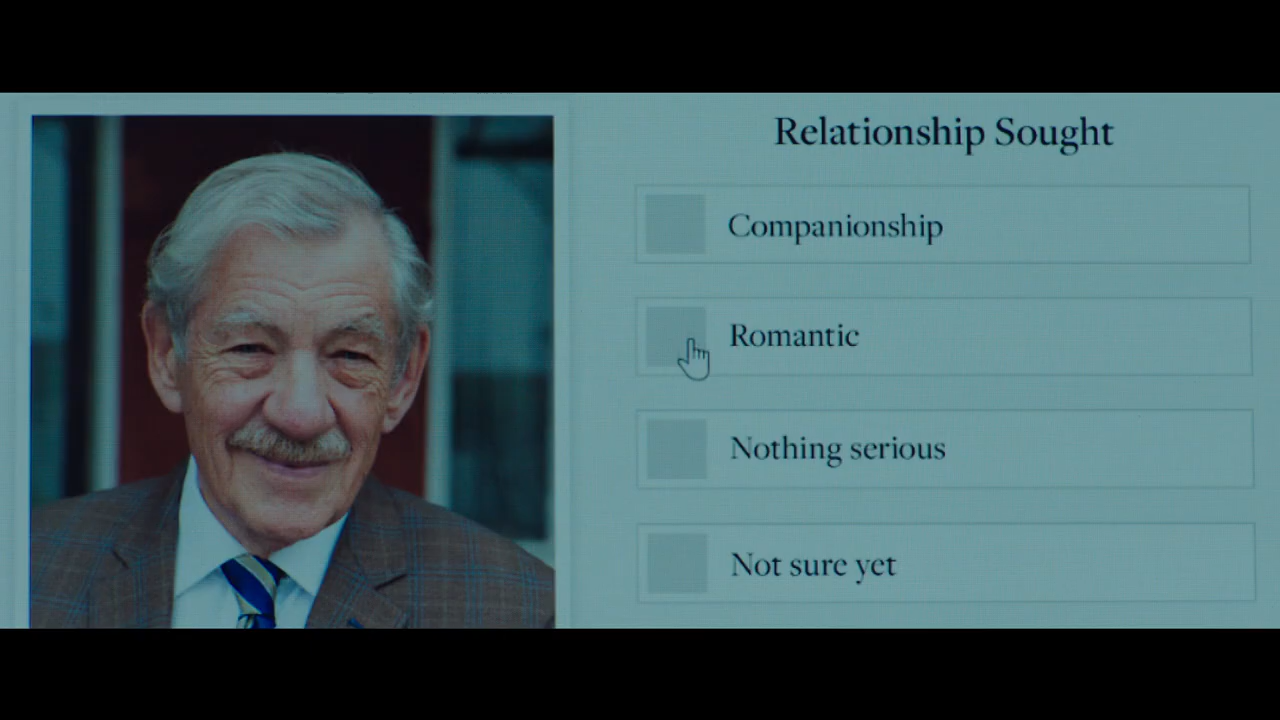 Relationship Sought
Companionship
Romantic
Nothing serious
Not sure yet